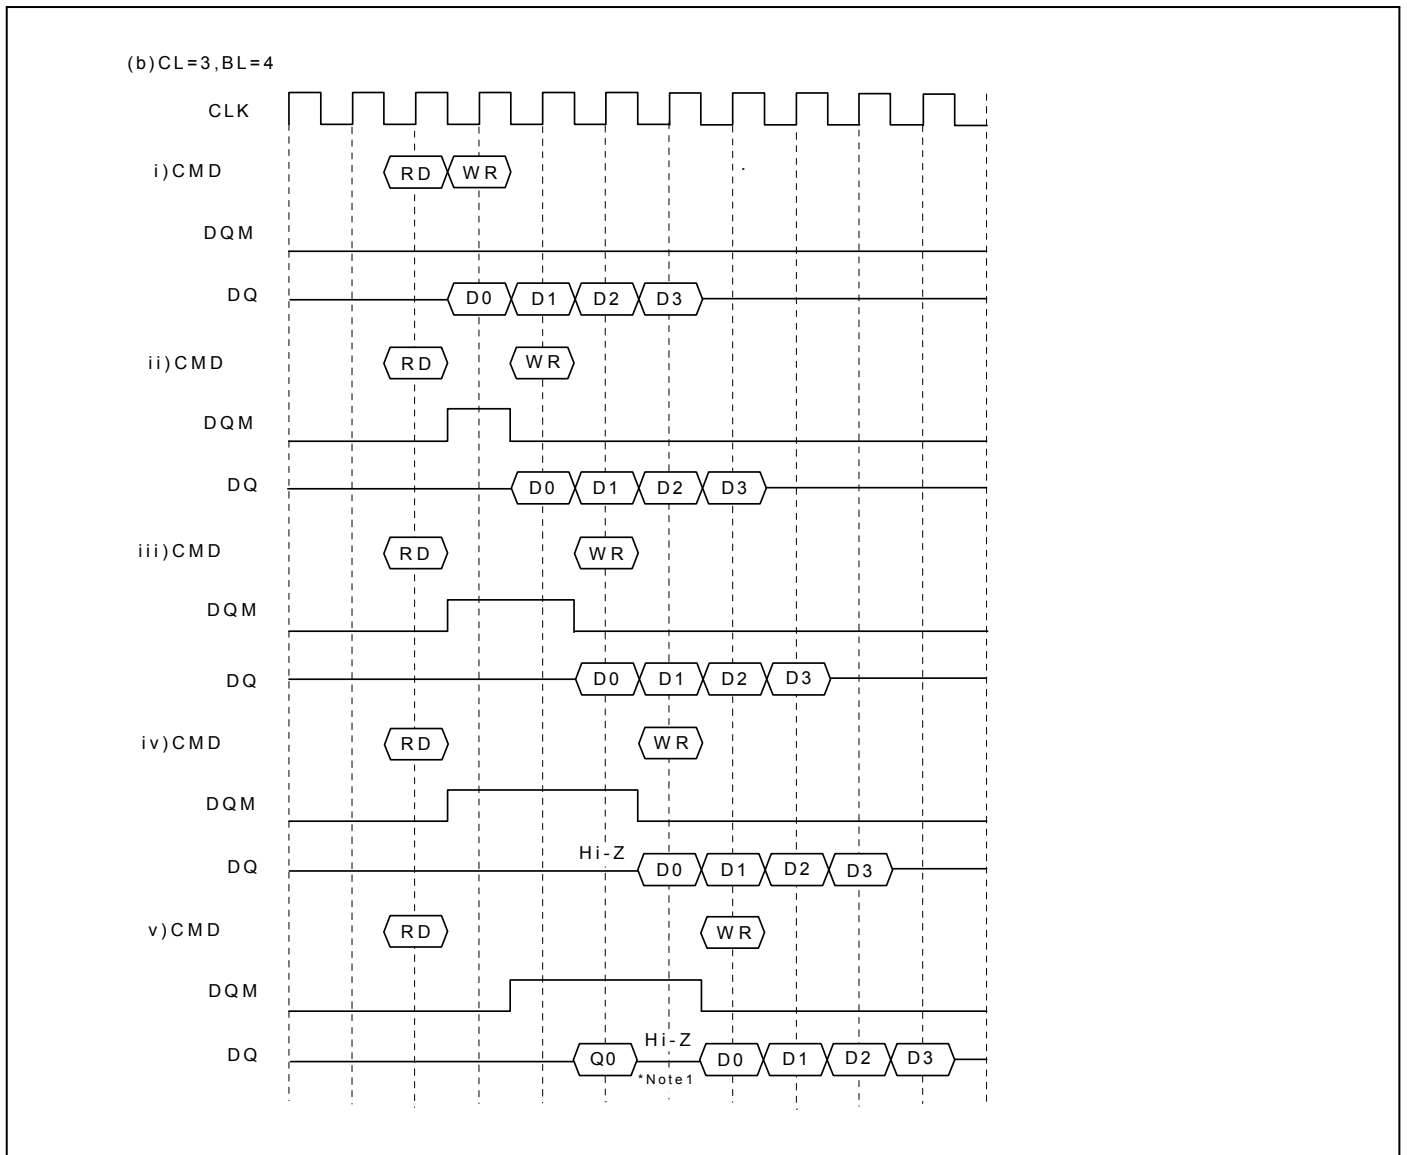 (b)CL=3,BL=4
CLK
i)CMD RD WR
DQM
DQ D0 D1 D2 D3
ii)CMD RD WR
DQM
DQ D0 D1 D2 D3
iii)CMD RD WR
DQM
DQ D0 D1 D2 D3
iv)CMD RD WR
DQM
DQ Hi-Z D0 D1 D2 D3
v)CMD RD WR
DQM
DQ Q0 Hi-Z D0 D1 D2 D3
*Note1